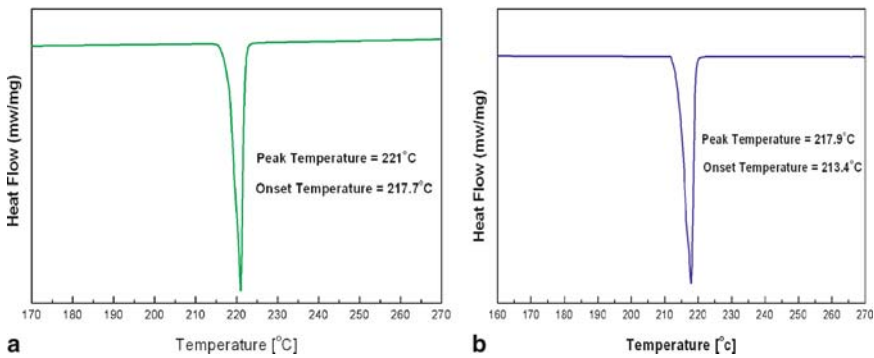 Heat Flow (mw/mg)
Peak Temperature = 221°C
Onset Temperature = 217.7°C
170 180 190 200 210 220 230 240 250 260 270
a Temperature [°C]
Heat Flow (mw/mg)
Peak Temperature = 217.9°C
Onset Temperature = 213.4°C
160 170 180 190 200 210 220 230 240 250 260 270
b Temperature [°c]